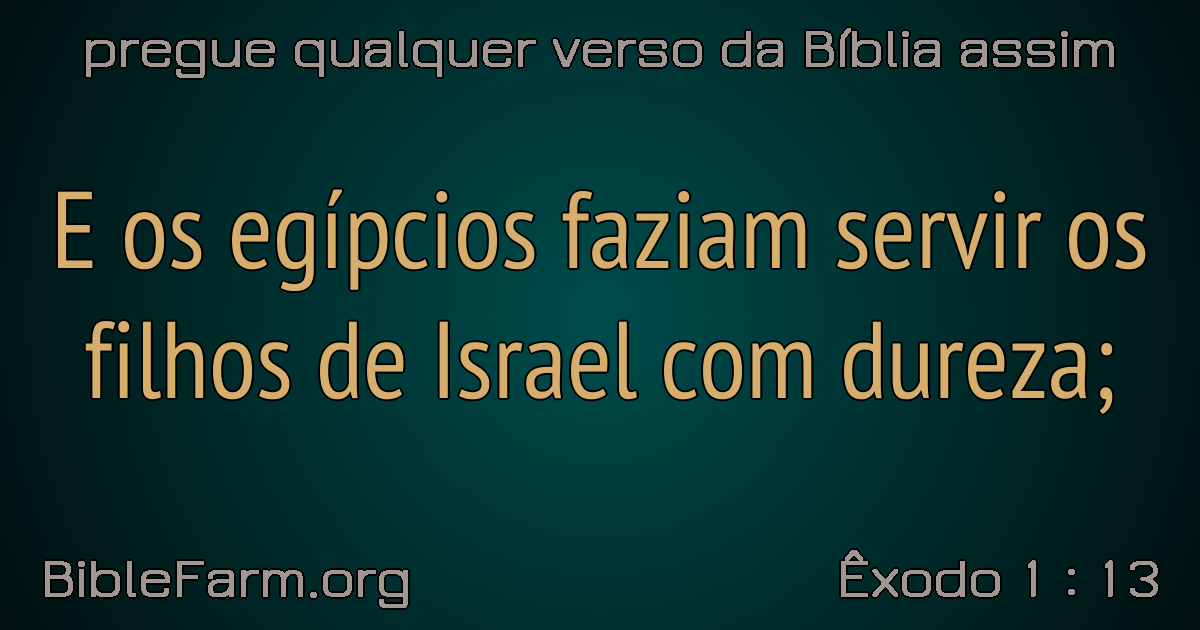 pregue qualquer verso da Bíblia assim
E os egípcios faziam servir os
filhos de Israel com dureza;
BibleFarm.org
Êxodo 1 : 13